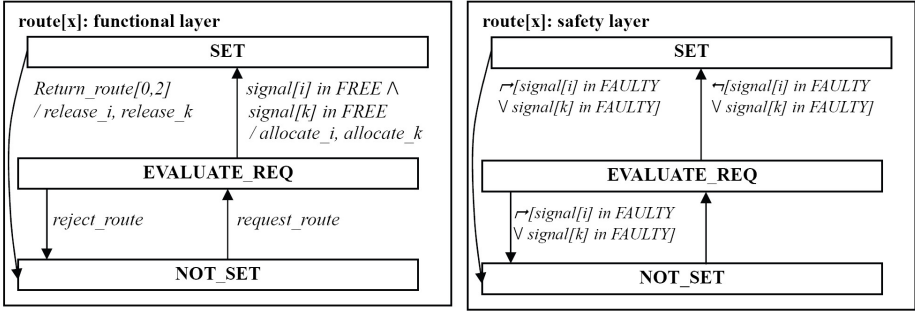 route[x]: functional layer
SET
Return_route[0,2]
/ release_i, release_k
signal[i] in FREE ∧
signal[k] in FREE
/ allocate_i, allocate_k
EVALUATE_REQ
reject_route
request_route
NOT_SET
route[x]: safety layer
SET
↱[signal[i] in FAULTY
∨ signal[k] in FAULTY]
↰[signal[i] in FAULTY
∨ signal[k] in FAULTY]
EVALUATE_REQ
↱[signal[i] in FAULTY
∨ signal[k] in FAULTY]
NOT_SET